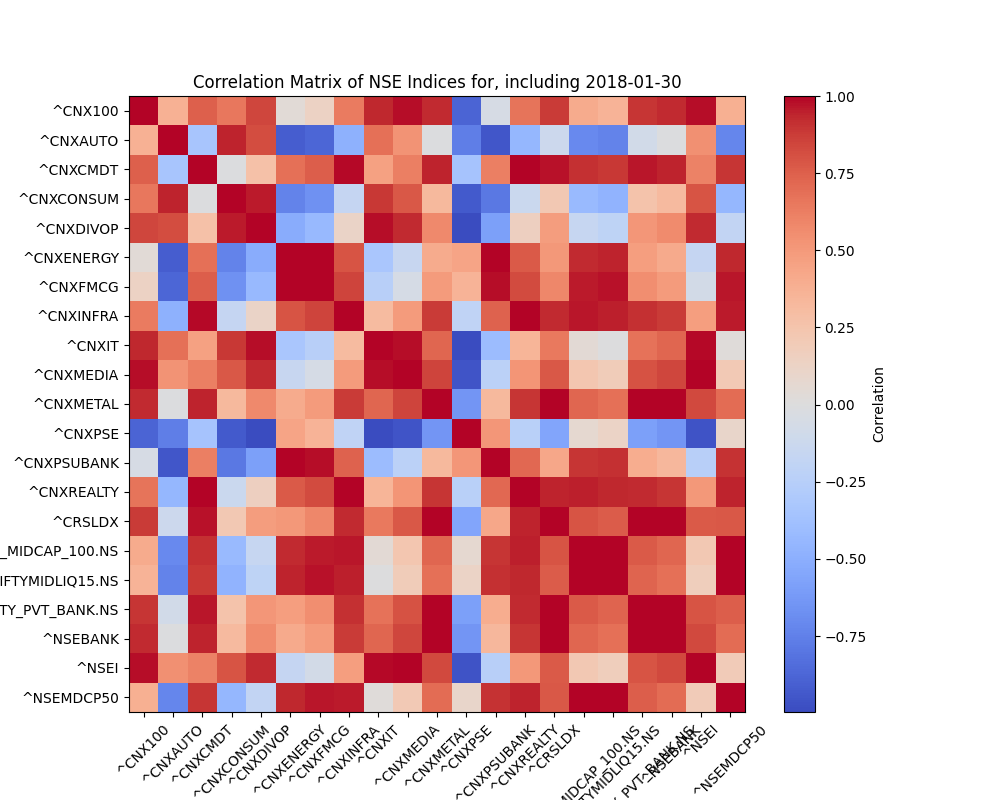 Correlation Matrix of NSE Indices for, including 2018-01-30
^CNX100
^CNXAUTO
^CNXCMDT
^CNXCONSUM
^CNXDIVOP
^CNXENERGY
^CNXFMCG
^CNXINFRA
^CNXIT
^CNXMEDIA
^CNXMETAL
^CNXPSE
^CNXPSUBANK
^CNXREALTY
^CRSLDX
_MIDCAP_100.NS
IFTYMIDLIQ15.NS
TY_PVT_BANK.NS
^NSEBANK
^NSEI
^NSEMDCP50
^CNX100
^CNXAUTO
^CNXCMDT
^CNXCONSUM
^CNXDIVOP
^CNXENERGY
^CNXFMCG
^CNXINFRA
^CNXIT
^CNXMEDIA
^CNXMETAL
^CNXPSE
^CNXPSUBANK
^CNXREALTY
^CRSLDX
MIDCAP_100.NS
TYMIDLIQ15.NS
PVT_BANK.NS
^NSEBANK
^NSEI
^NSEMDCP50
1.00
0.75
0.50
0.25
0.00
−0.25
−0.50
−0.75
Correlation